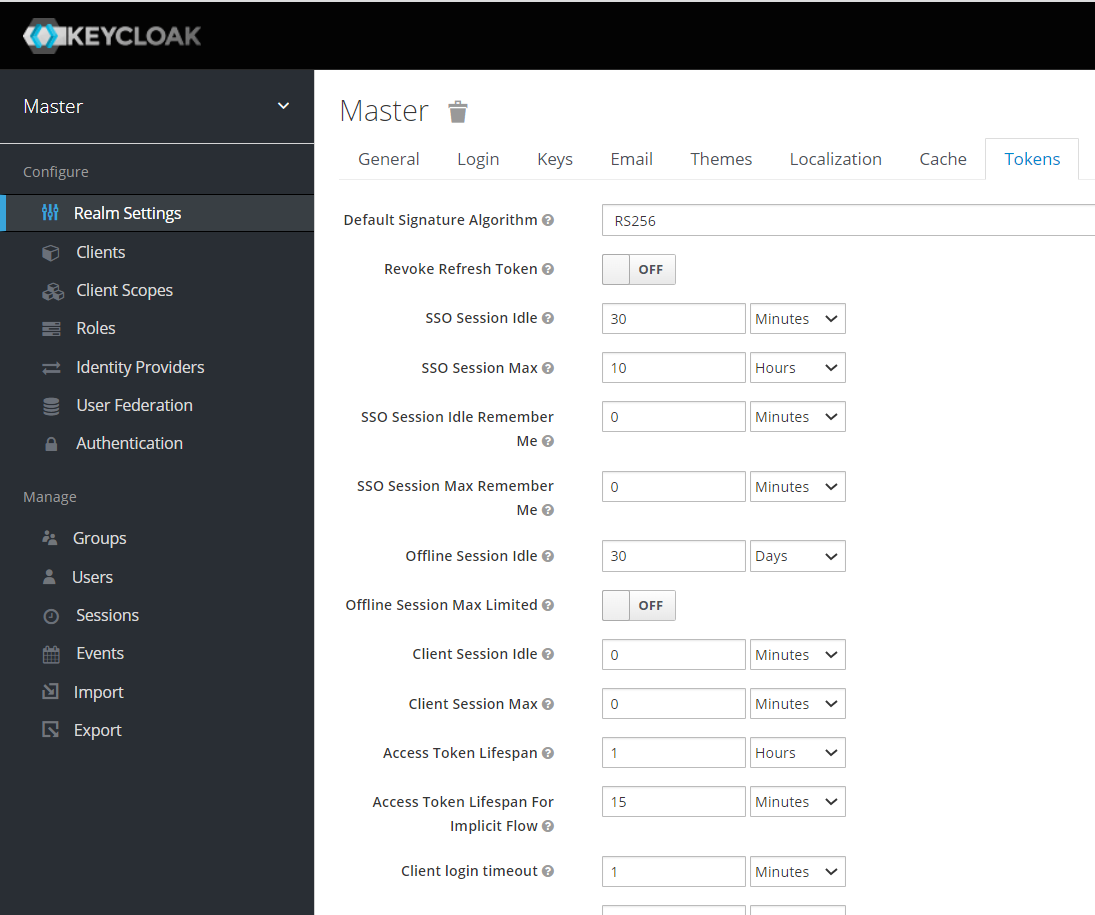 KEYCLOAK
Master
Configure
Realm Settings
Clients
Client Scopes
Roles
Identity Providers
User Federation
Authentication
Manage
Groups
Users
Sessions
Events
Import
Export
Master
General Login Keys Email Themes Localization Cache Tokens
Default Signature Algorithm ? RS256
Revoke Refresh Token ? OFF
SSO Session Idle ? 30 Minutes
SSO Session Max ? 10 Hours
SSO Session Idle Remember 0 Minutes
Me ?
SSO Session Max Remember 0 Minutes
Me ?
Offline Session Idle ? 30 Days
Offline Session Max Limited ? OFF
Client Session Idle ? 0 Minutes
Client Session Max ? 0 Minutes
Access Token Lifespan ? 1 Hours
Access Token Lifespan For 15 Minutes
Implicit Flow ?
Client login timeout ? 1 Minutes